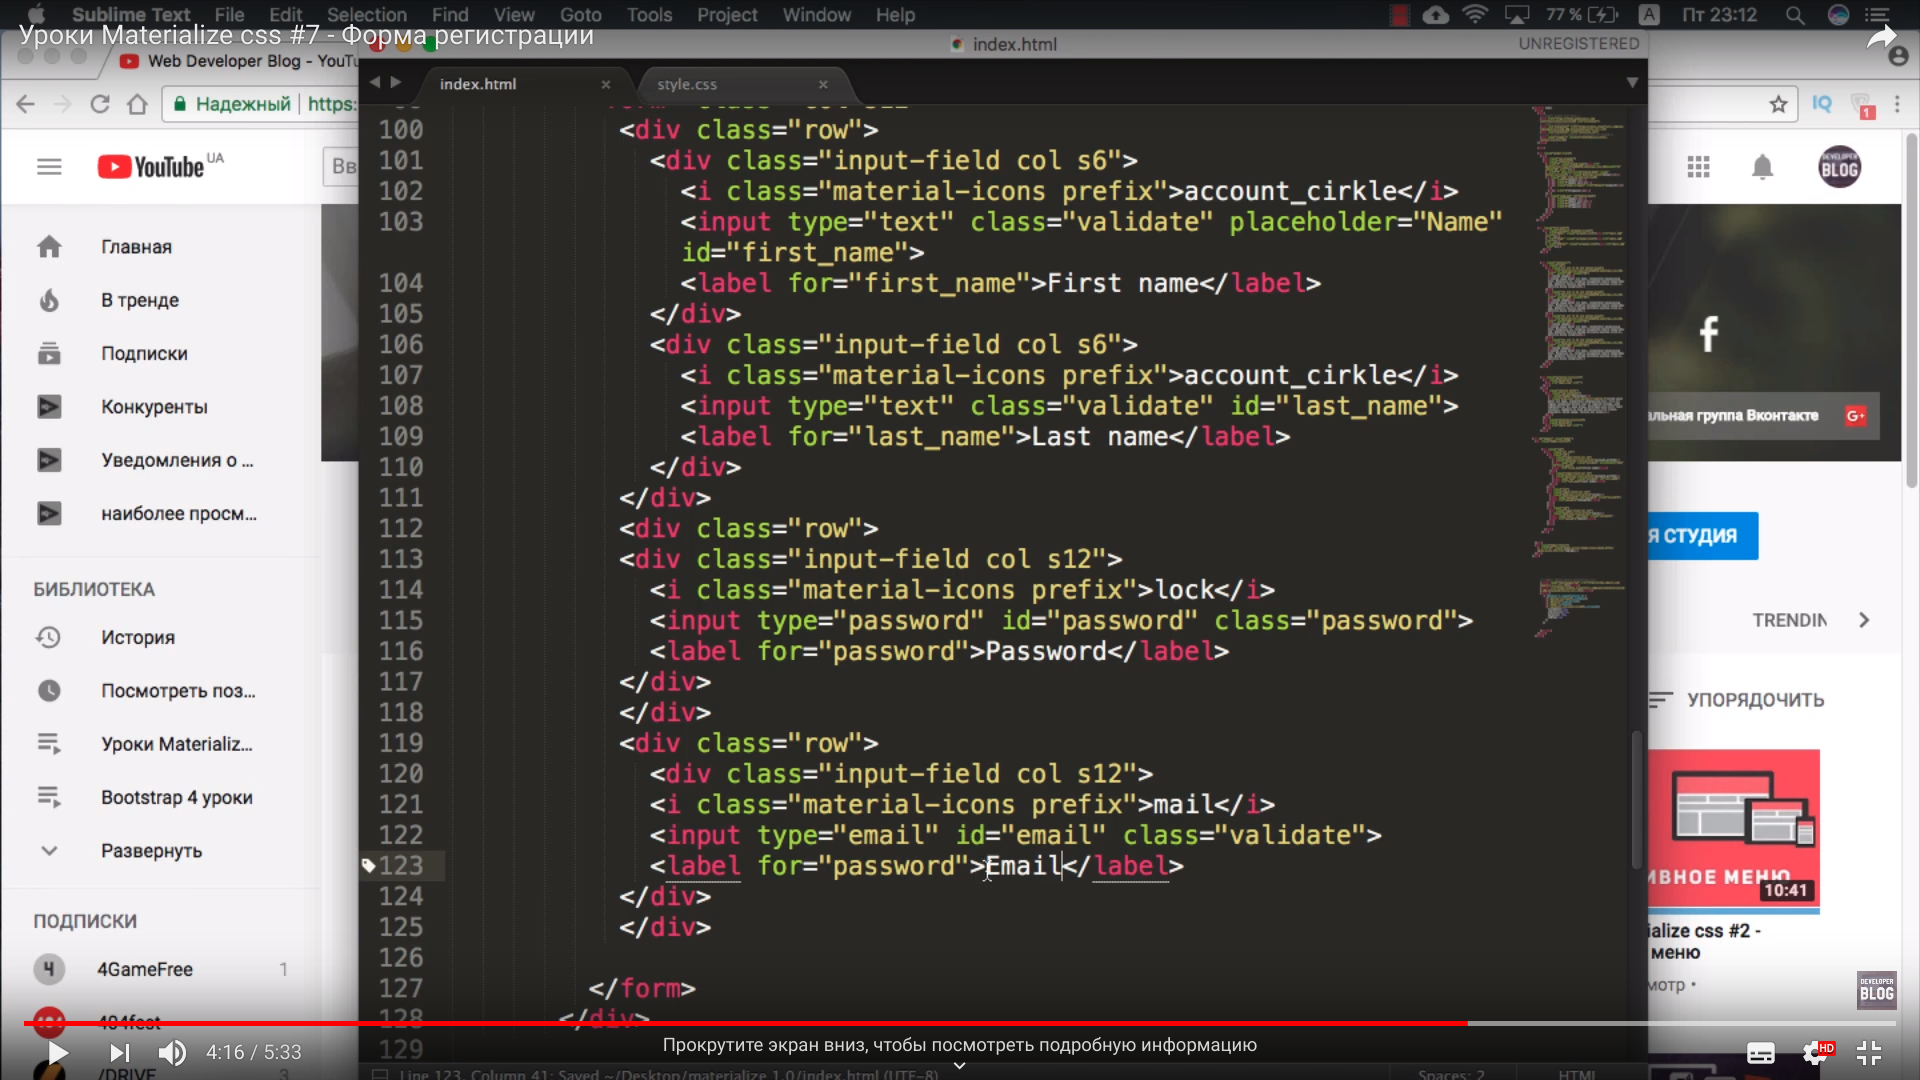 Sublime Text File Edit Selection Find View Goto Tools Project Window Help 77 % A Пт 23:12
Уроки Materialize css #7 - Форма регистрации
index.html
UNREGISTERED
Web Developer Blog - YouTu
index.html ×
style.css ×
Надежный https:
IQ
1
YouTube UA
Вв
DEVELOPER BLOG
Главная
В тренде
Подписки
Конкуренты
Уведомления о ...
наиболее просм...
БИБЛИОТЕКА
История
Посмотреть поз...
Уроки Materializ...
Bootstrap 4 уроки
Развернуть
ПОДПИСКИ
4 4GameFree 1
404fest
/DRIVE 3
100 <div class="row">
101 <div class="input-field col s6">
102 <i class="material-icons prefix">account_cirkle</i>
103 <input type="text" class="validate" placeholder="Name"
id="first_name">
104 <label for="first_name">First name</label>
105 </div>
106 <div class="input-field col s6">
107 <i class="material-icons prefix">account_cirkle</i>
108 <input type="text" class="validate" id="last_name">
109 <label for="last_name">Last name</label>
110 </div>
111 </div>
112 <div class="row">
113 <div class="input-field col s12">
114 <i class="material-icons prefix">lock</i>
115 <input type="password" id="password" class="password">
116 <label for="password">Password</label>
117 </div>
118 </div>
119 <div class="row">
120 <div class="input-field col s12">
121 <i class="material-icons prefix">mail</i>
122 <input type="email" id="email" class="validate">
123 <label for="password">Email</label>
124 </div>
125 </div>
126
127 </form>
128 </div>
129
f
альная группа Вконтакте G+
Я СТУДИЯ
TRENDIN
УПОРЯДОЧИТЬ
ИВНОЕ МЕНЮ
10:41
ialize css #2 -
меню
мотр •
DEVELOPER BLOG
4:16 / 5:33
Прокрутите экран вниз, чтобы посмотреть подробную информацию
HD
Line 123, Column 41; Saved ~/Desktop/materialize 1.0/index.html (UTF-8) Spaces: 2 HTML